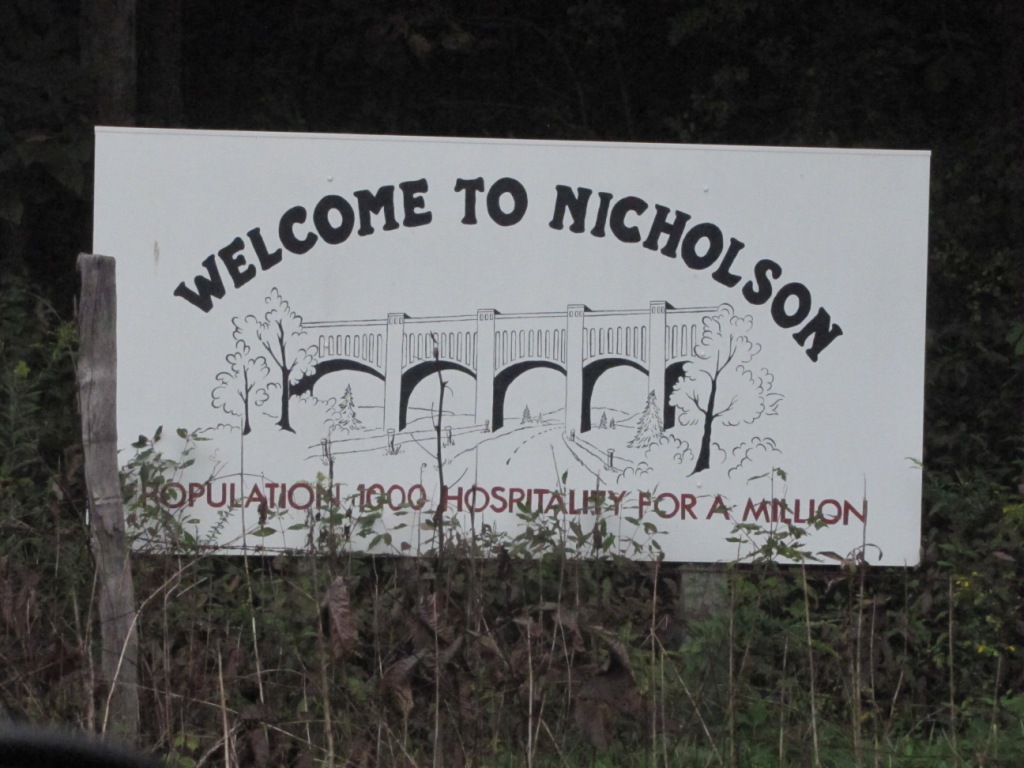 WELCOME TO NICHOLSON
POPULATION 1000 HOSPITALITY FOR A MILLION